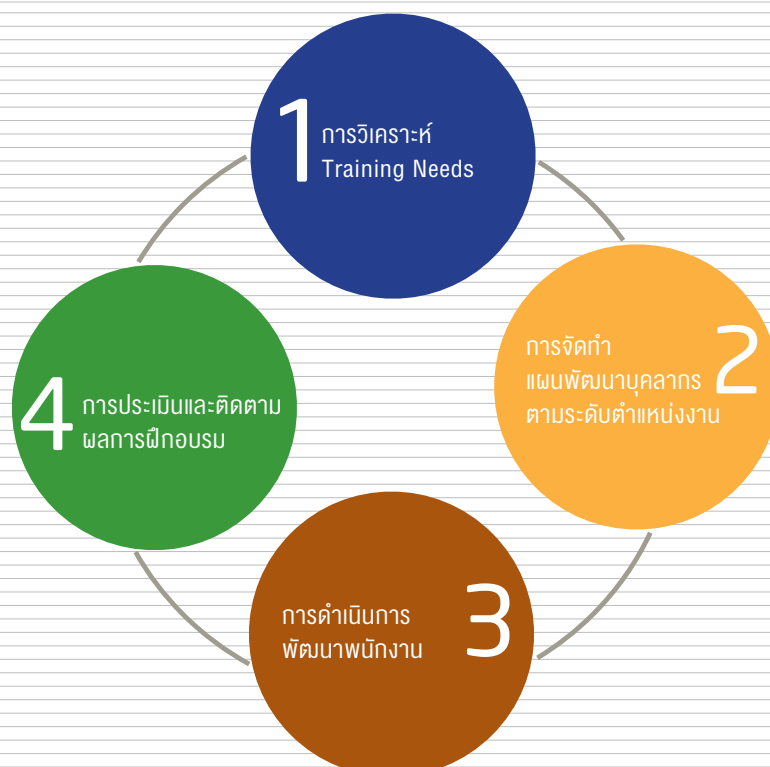 1
การวิเคราะห์
Training Needs
2
การจัดทำ
แผนพัฒนาบุคลากร
ตามระดับตำแหน่งงาน
3
การดำเนินการ
พัฒนาพนักงาน
4
การประเมินและติดตาม
ผลการฝึกอบรม